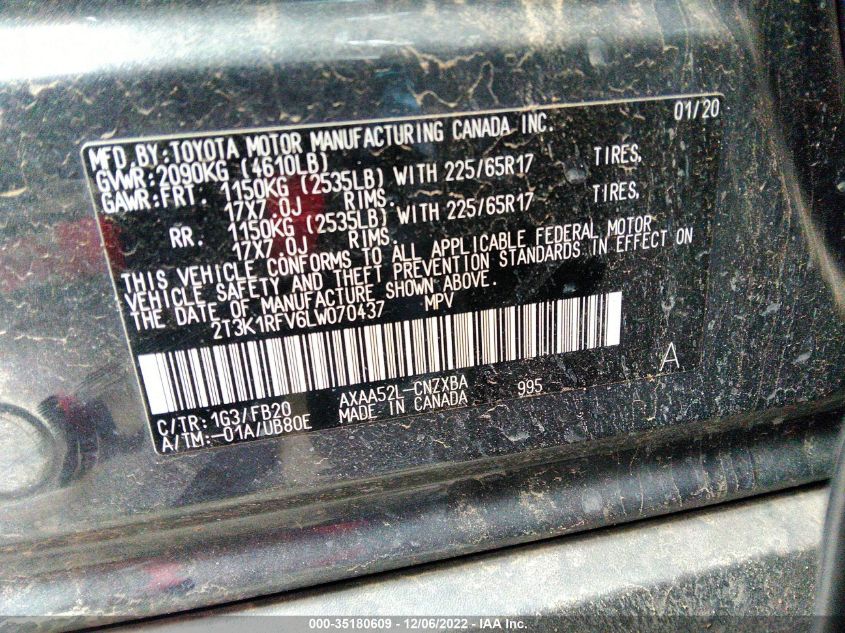 01/20
MFD.BY:TOYOTA MOTOR MANUFACTURING CANADA INC.
GVWR:2090KG (4610LB)
GAWR:FRT. 1150KG (2535LB) WITH 225/65R17 TIRES,
17X7.0J RIMS.
RR. 1150KG (2535LB) WITH 225/65R17 TIRES,
17X7.0J RIMS.
THIS VEHICLE CONFORMS TO ALL APPLICABLE FEDERAL MOTOR
VEHICLE SAFETY AND THEFT PREVENTION STANDARDS IN EFFECT ON
THE DATE OF MANUFACTURE SHOWN ABOVE.
2T3K1RFV6LW070437 MPV
A
C/TR: 1G3/FB20 AXAA52L-CNZXBA 995
A/TM:-01A/UB80E MADE IN CANADA
000-35180609 - 12/06/2022 - IAA Inc.